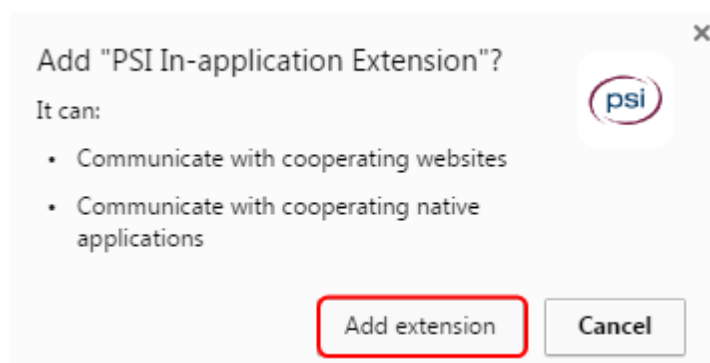 Add "PSI In-application Extension"?
psi
It can:
• Communicate with cooperating websites
• Communicate with cooperating native
applications
Add extension
Cancel